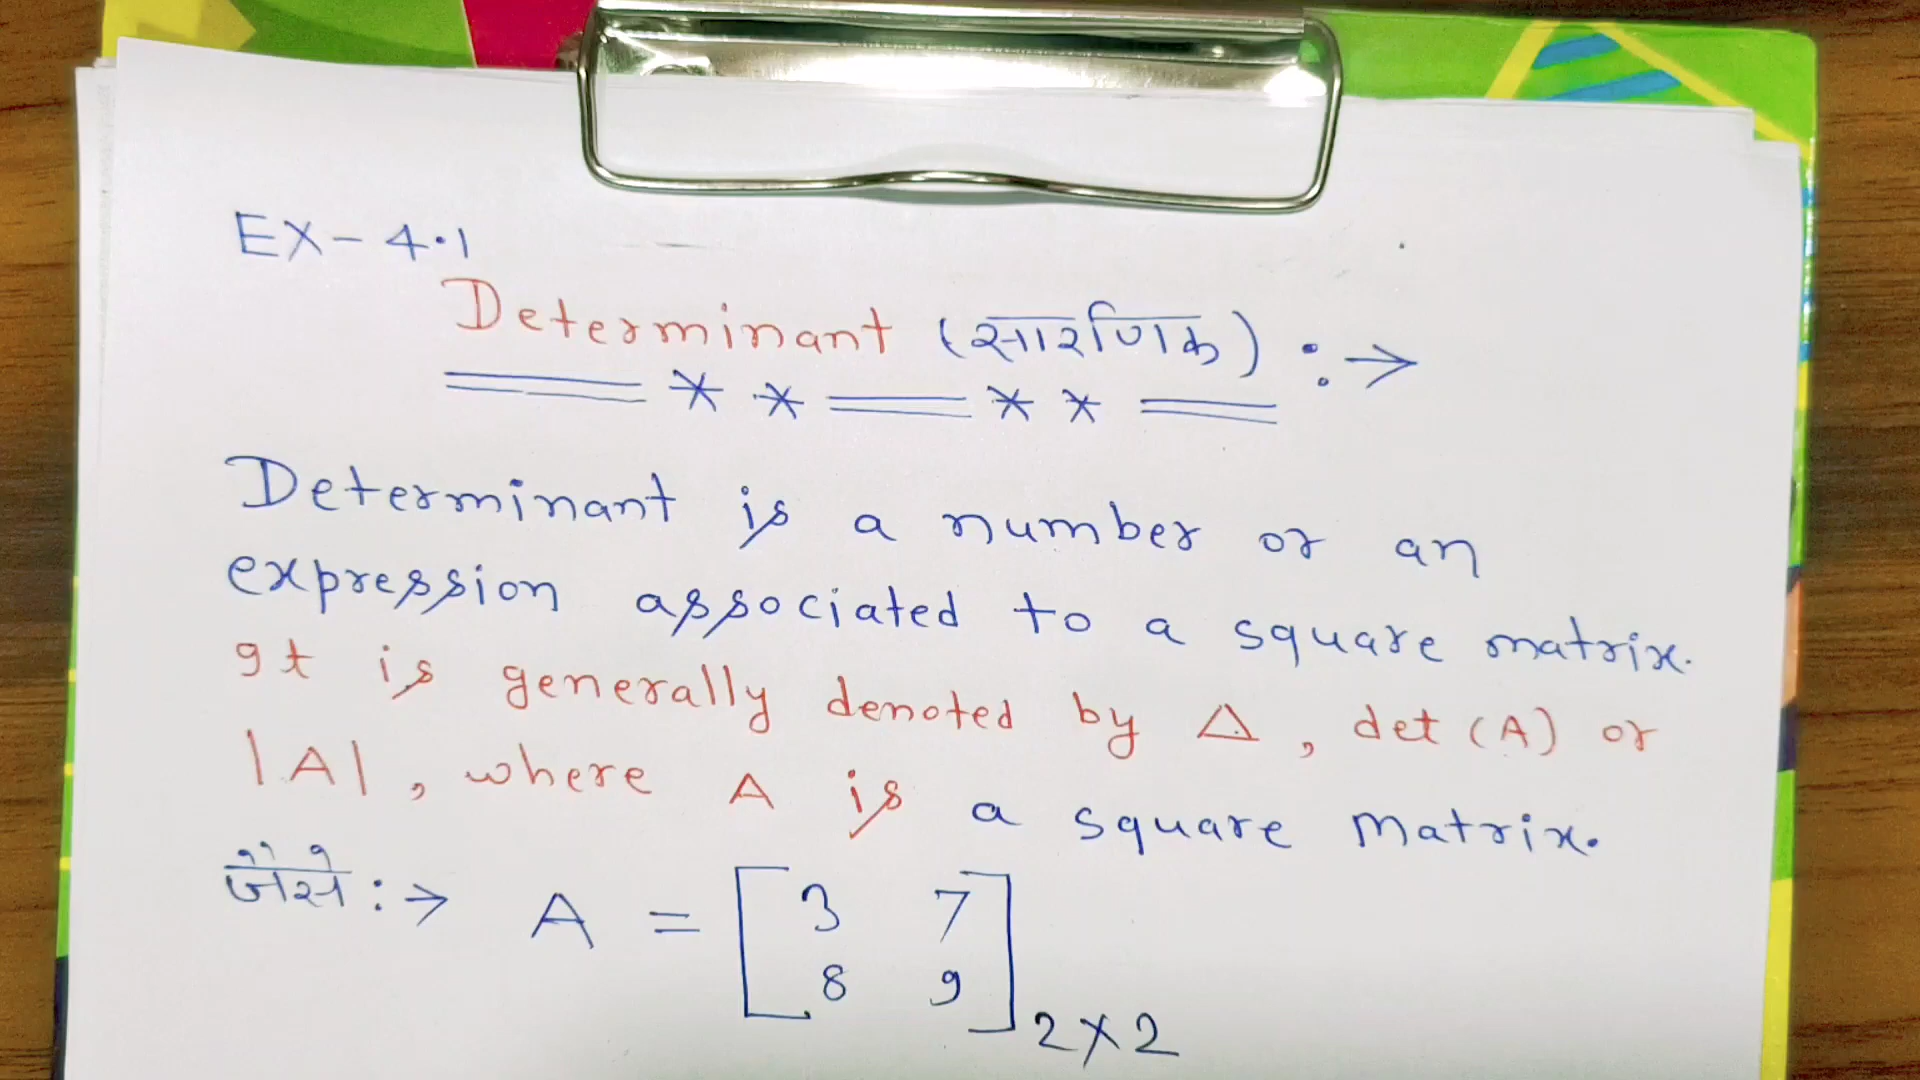 EX-4.1
Determinant (सारणिक) :→
Determinant is a number or an
expression associated to a square matrix.
It is generally denoted by Δ, det (A) or
|A|, where A is a square Matrix.
जैसे :→ A = [3 7
8 9]2×2